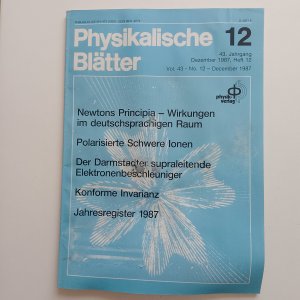 Physikalische
Blätter
12
43. Jahrgang
Dezember 1987, Heft 12
Vol. 43 - No. 12 - December 1987
physik
verlag
Newtons Principia – Wirkungen
im deutschsprachigen Raum
Polarisierte Schwere Ionen
Der Darmstädter supraleitende
Elektronenbeschleuniger
Konforme Invarianz
Jahresregister 1987